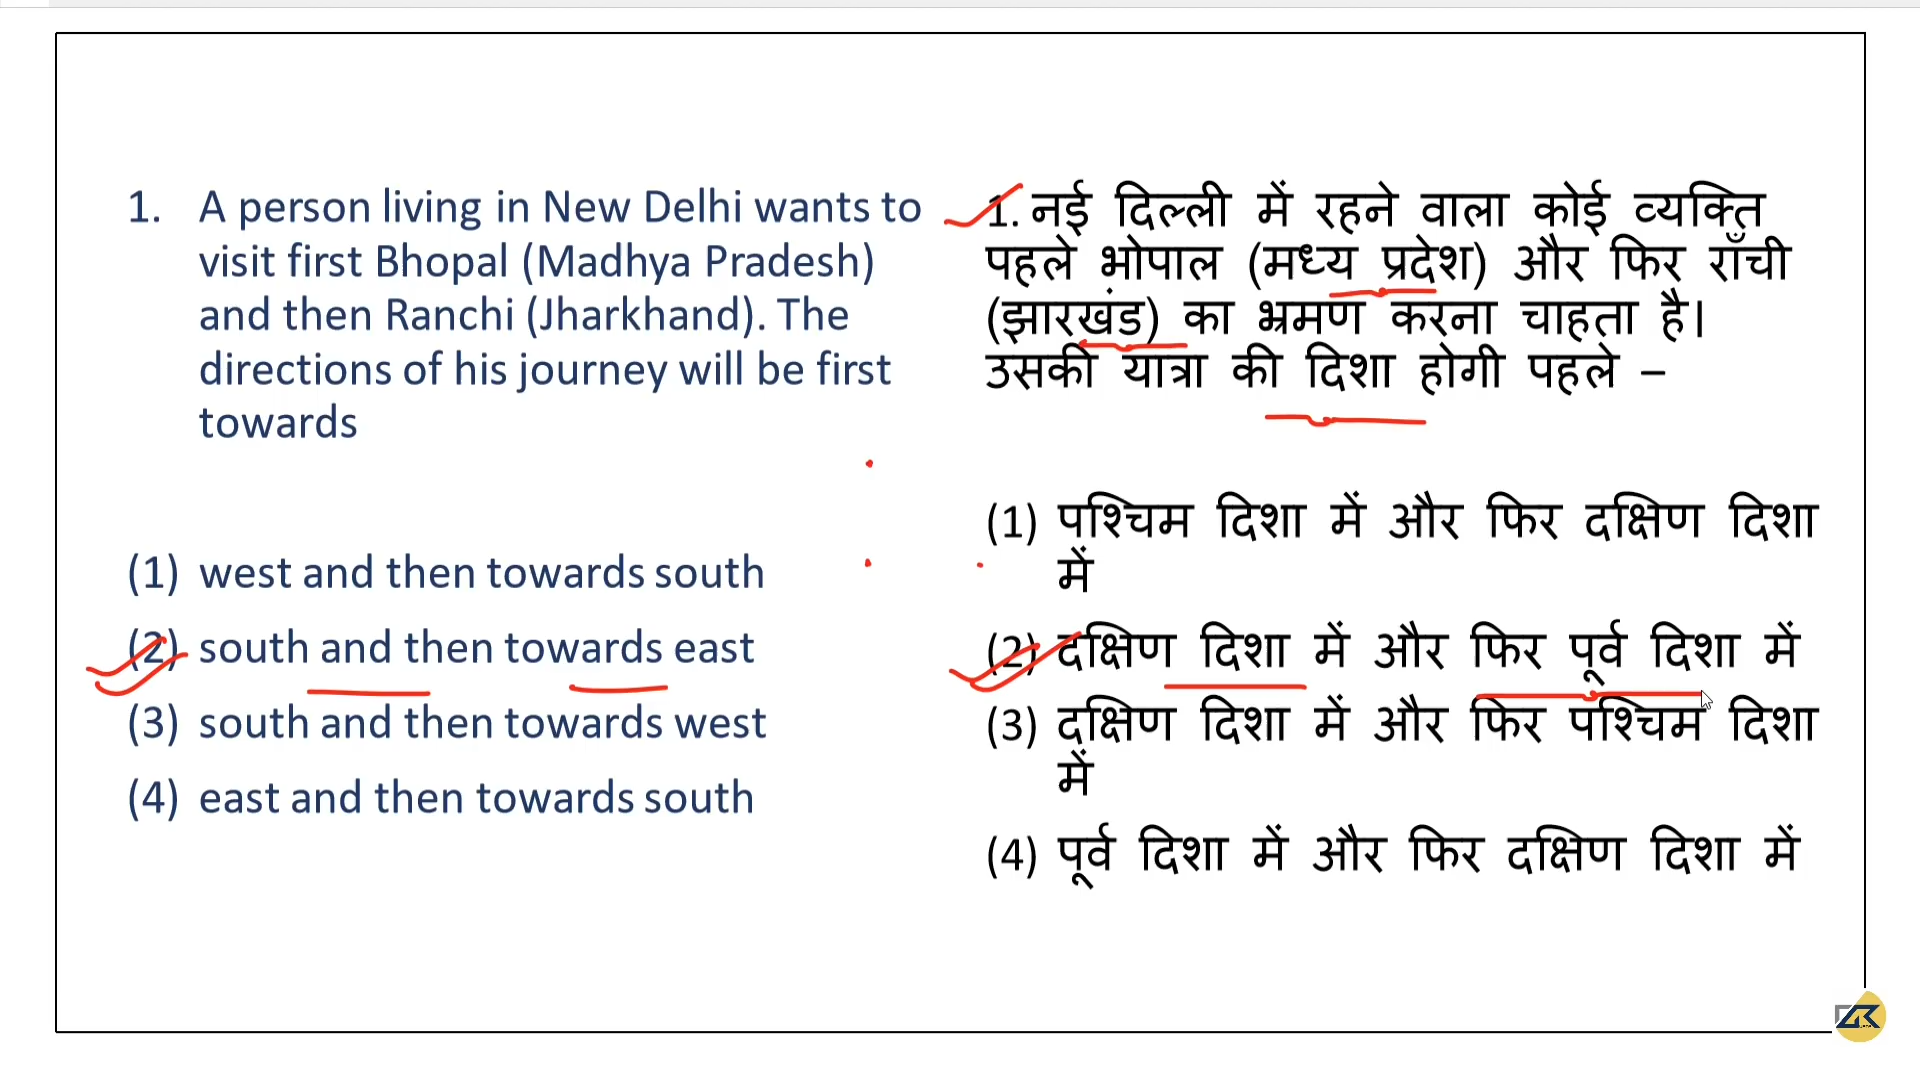 1. A person living in New Delhi wants to
visit first Bhopal (Madhya Pradesh)
and then Ranchi (Jharkhand). The
directions of his journey will be first
towards
(1) west and then towards south
(2) south and then towards east
(3) south and then towards west
(4) east and then towards south
1. नई दिल्ली में रहने वाला कोई व्यक्ति
पहले भोपाल (मध्य प्रदेश) और फिर राँची
(झारखंड) का भ्रमण करना चाहता है।
उसकी यात्रा की दिशा होगी पहले –
(1) पश्चिम दिशा में और फिर दक्षिण दिशा
में
(2) दक्षिण दिशा में और फिर पूर्व दिशा में
(3) दक्षिण दिशा में और फिर पश्चिम दिशा
में
(4) पूर्व दिशा में और फिर दक्षिण दिशा में